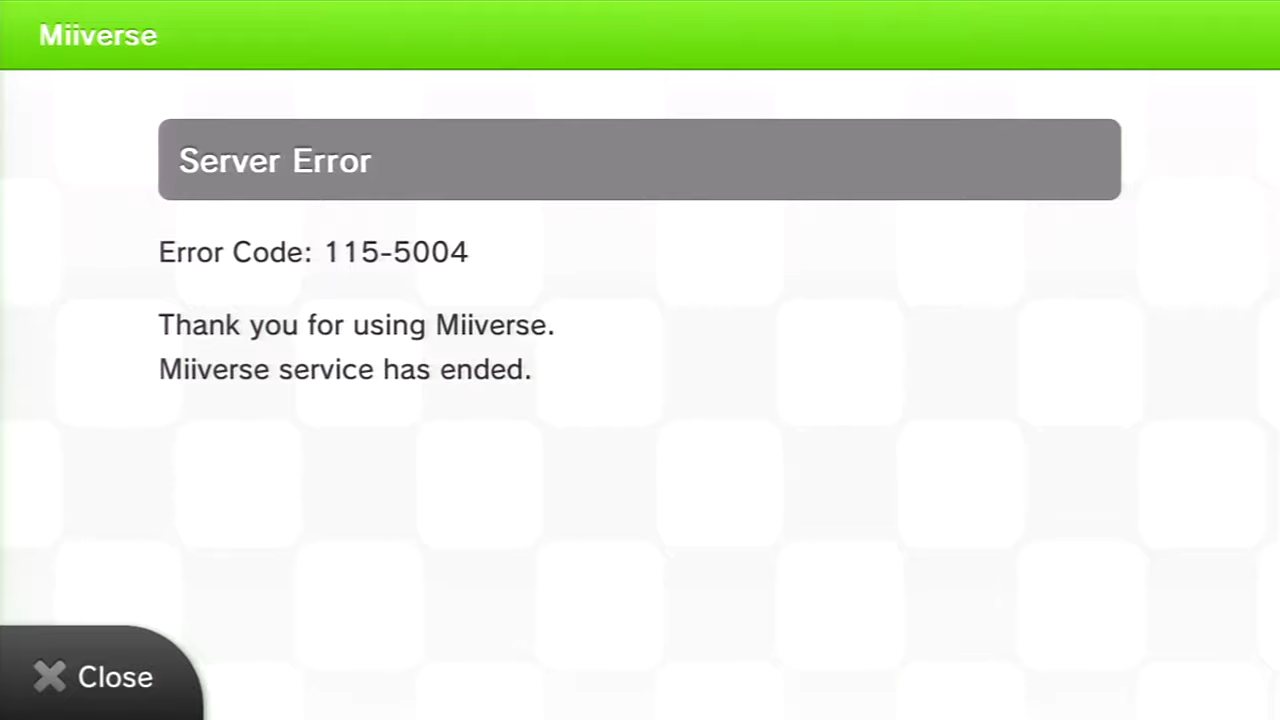 Miiverse
Server Error
Error Code: 115-5004
Thank you for using Miiverse.
Miiverse service has ended.
Close